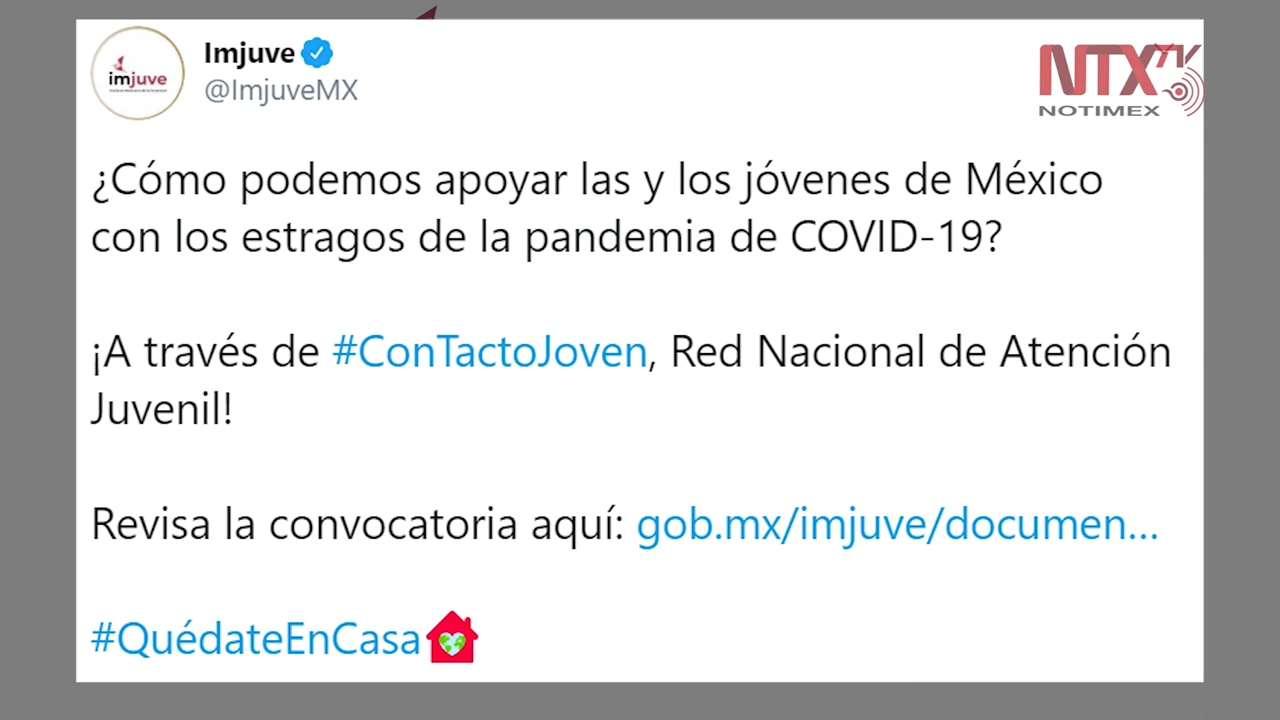 Imjuve
@ImjuveMX
imjuve
NTX TV
NOTIMEX
¿Cómo podemos apoyar las y los jóvenes de México
con los estragos de la pandemia de COVID-19?
¡A través de #ConTactoJoven, Red Nacional de Atención
Juvenil!
Revisa la convocatoria aquí: gob.mx/imjuve/documen...
#QuédateEnCasa